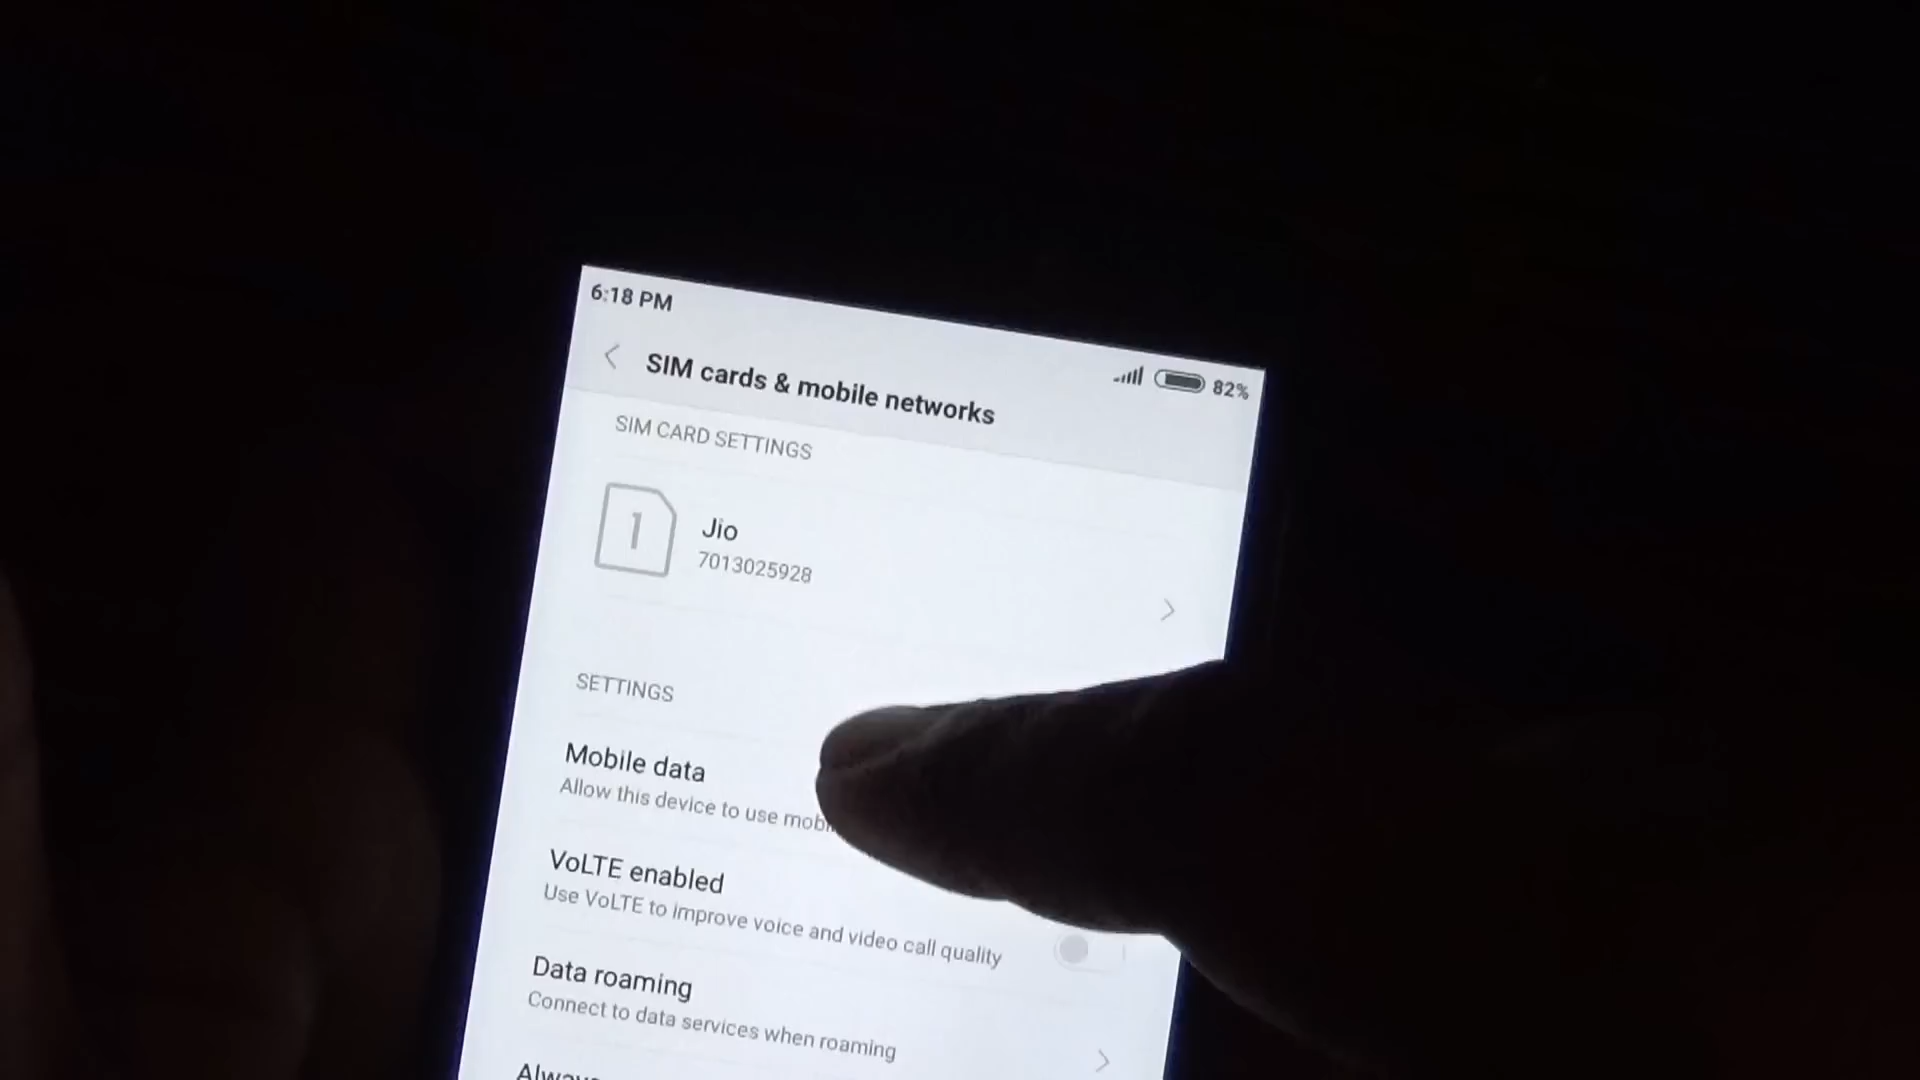 6:18 PM
82%
SIM cards & mobile networks
SIM CARD SETTINGS
1
Jio
7013025928
SETTINGS
Mobile data
Allow this device to use
VoLTE enabled
Use VoLTE to improve voice and video call quality
Data roaming
Connect to data services when roaming